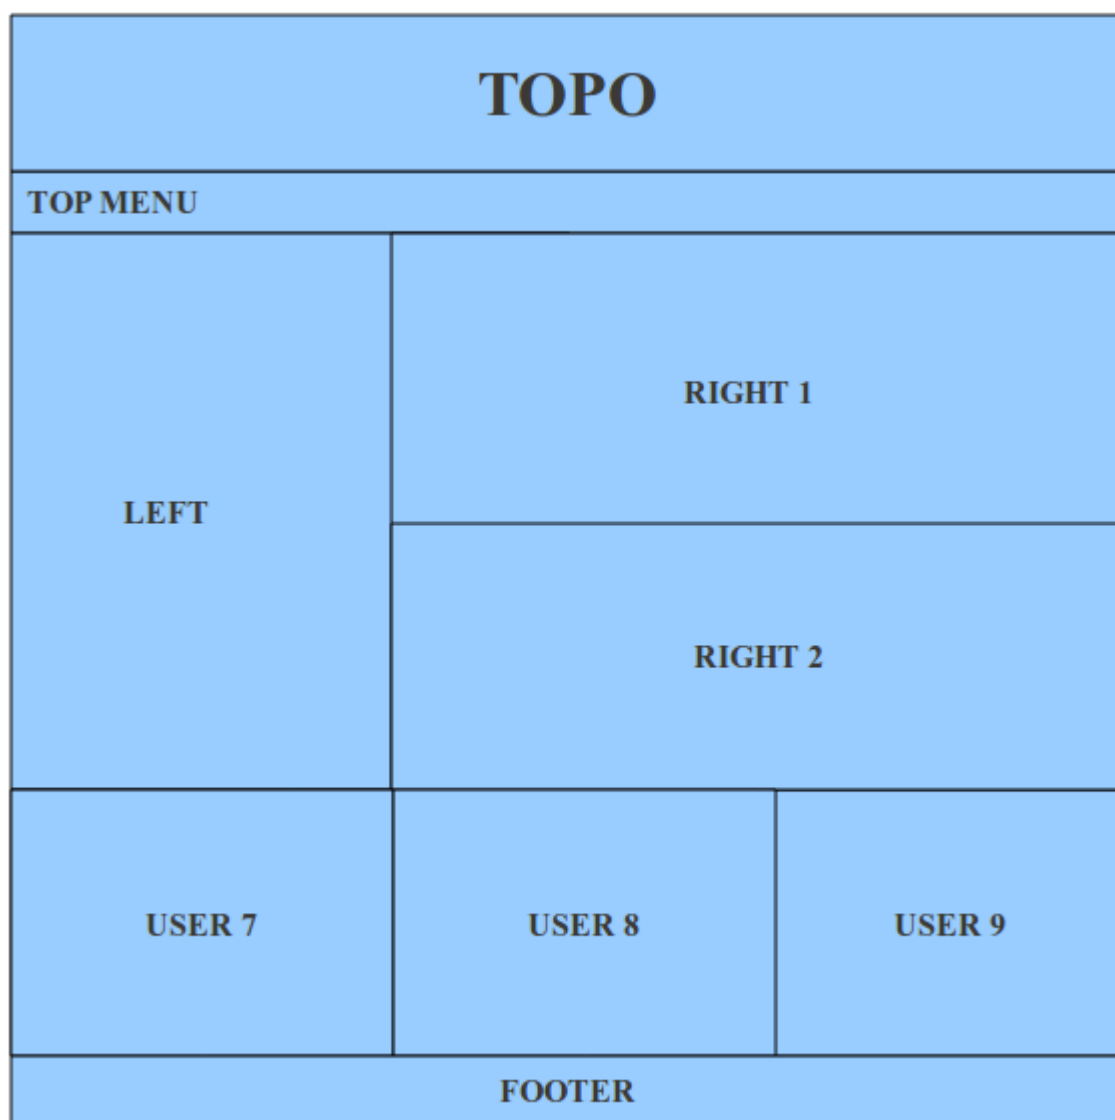 TOPO
TOP MENU
RIGHT 1
LEFT
RIGHT 2
USER 7
USER 8
USER 9
FOOTER